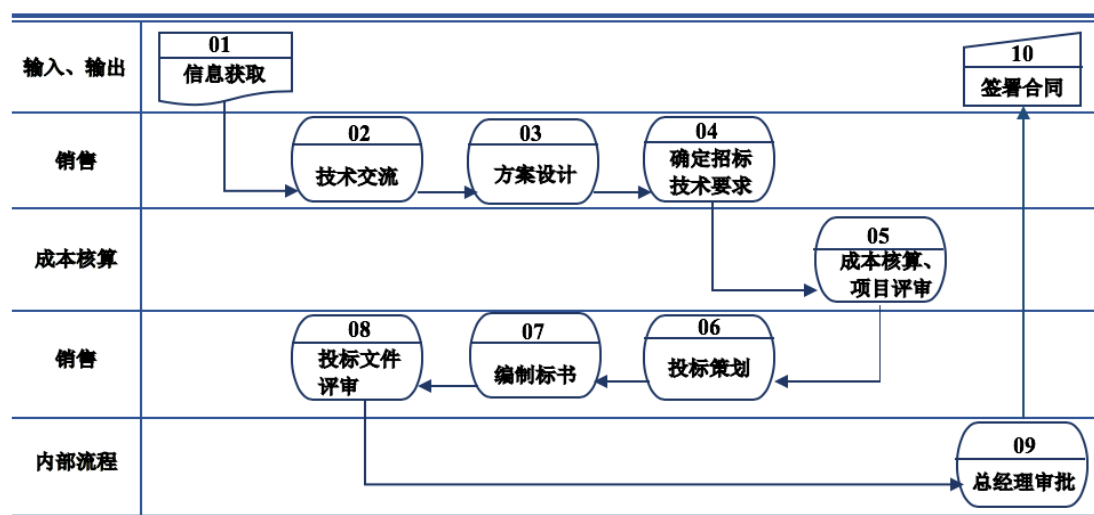 输入、输出
01
信息获取
10
签署合同
销售
02
技术交流
03
方案设计
04
确定招标
技术要求
成本核算
05
成本核算、
项目评审
销售
08
投标文件
评审
07
编制标书
06
投标策划
内部流程
09
总经理审批